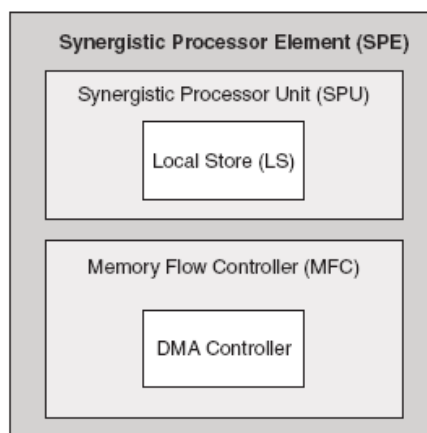 Synergistic Processor Element (SPE)
Synergistic Processor Unit (SPU)
Local Store (LS)
Memory Flow Controller (MFC)
DMA Controller